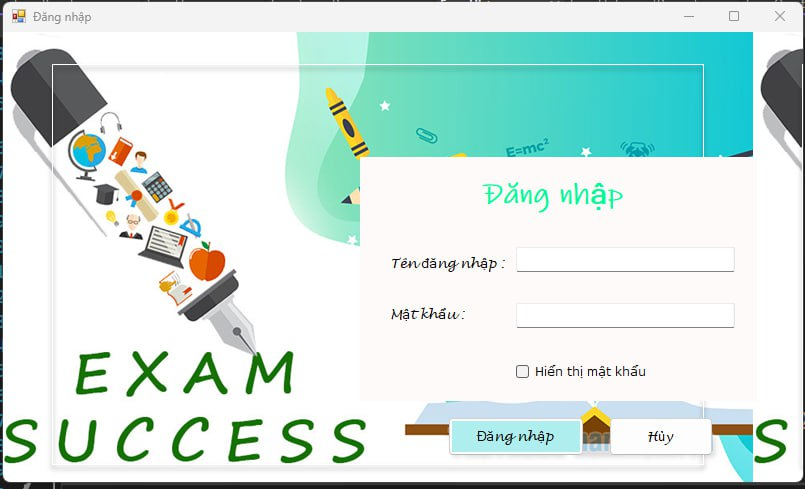 Đăng nhập
E=mc²
Đăng nhập
Tên đăng nhập :
Mật khẩu :
Hiển thị mật khẩu
EXAM
SUCCESS
S
Đăng nhập
Hủy